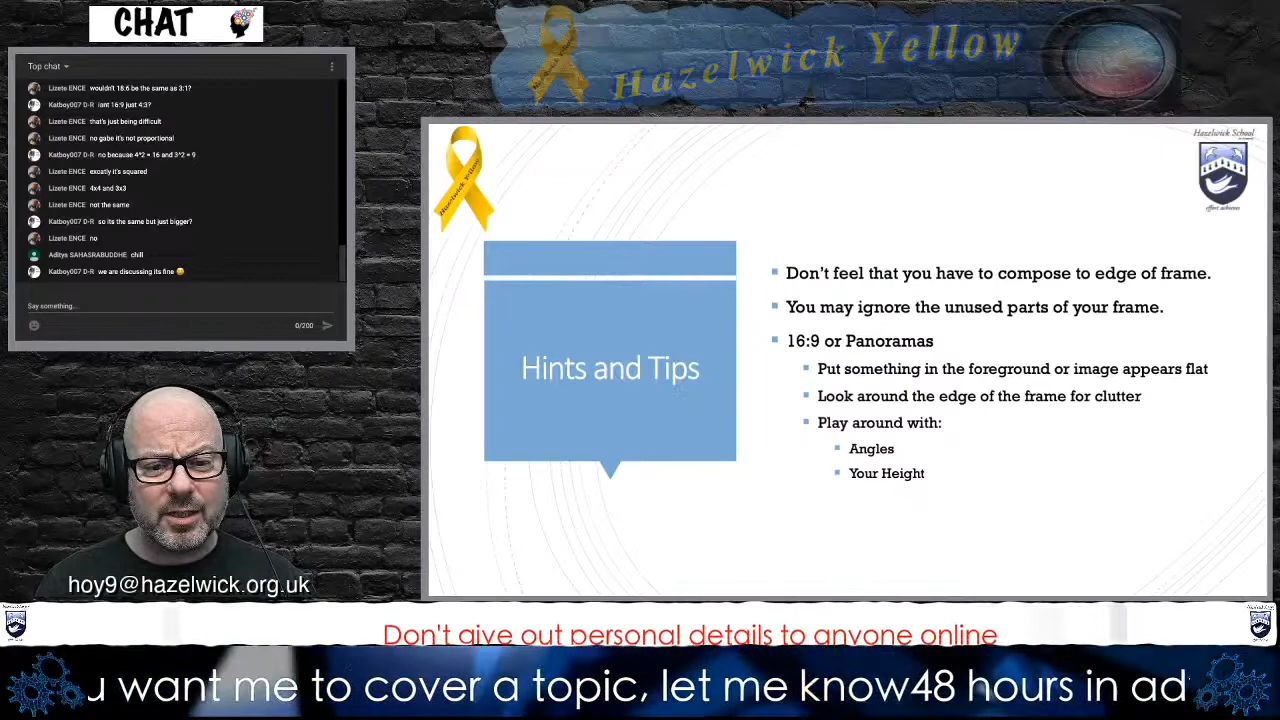 CHAT
Hazelwick Yellow
Top chat
Lizete ENCE wouldn't 18:6 be the same as 3:1?
Katboy007 D-R isnt 16:9 just 4:3?
Lizete ENCE that's just being difficult
Lizete ENCE no gabe it's not proportional
Katboy007 D-R no because 4^2 = 16 and 3^2 = 9
Lizete ENCE excatly it's squared
Lizete ENCE 4x4 and 3x3
Lizete ENCE not the same
Katboy007 D-R so its the same but just bigger?
Lizete ENCE no
Aditys SAHASRABUDDHE chill
Katboy007 D-R we are discussing its fine 😄
Say something...
0/200
Hazelwick Yellow
Hazelwick School
Hints and Tips
Don't feel that you have to compose to edge of frame.
You may ignore the unused parts of your frame.
16:9 or Panoramas
Put something in the foreground or image appears flat
Look around the edge of the frame for clutter
Play around with:
Angles
Your Height
hoy9@hazelwick.org.uk
Don't give out personal details to anyone online
u want me to cover a topic, let me know48 hours in ad